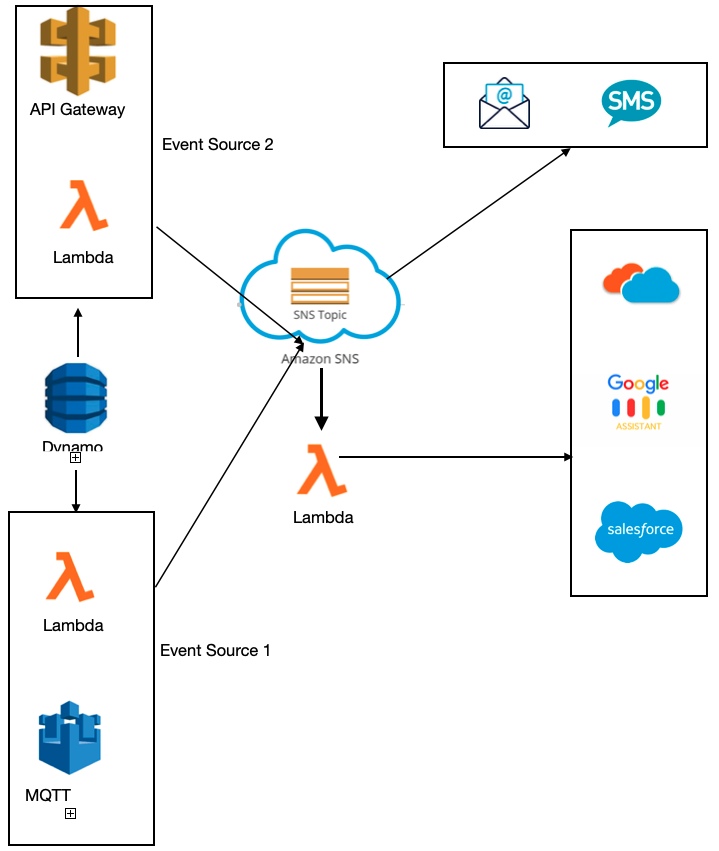 API Gateway
Event Source 2
Lambda
@
SMS
SNS Topic
Amazon SNS
Dynamo
Google
ASSISTANT
Lambda
salesforce
Lambda
Event Source 1
MQTT